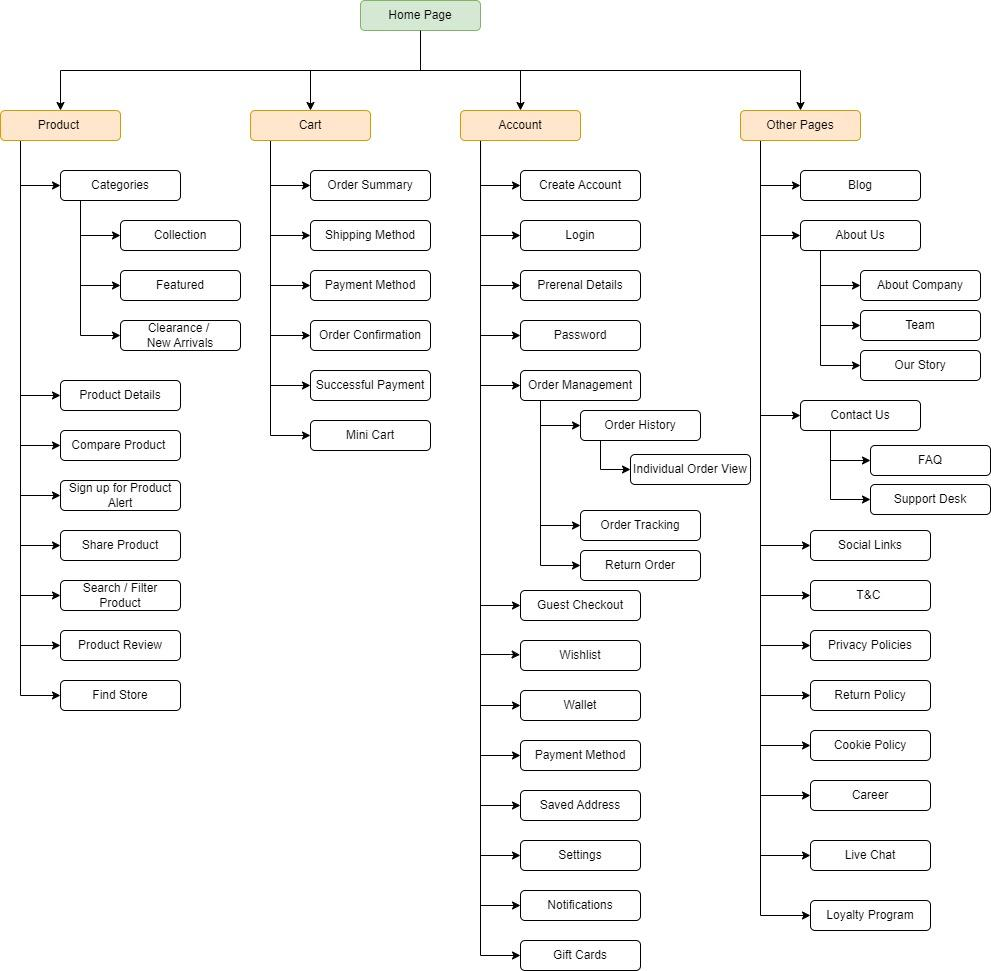 Home Page
Product
Cart
Account
Other Pages
Categories
Collection
Featured
Clearance /
New Arrivals
Product Details
Compare Product
Sign up for Product
Alert
Share Product
Search / Filter
Product
Product Review
Find Store
Order Summary
Shipping Method
Payment Method
Order Confirmation
Successful Payment
Mini Cart
Create Account
Login
Prerenal Details
Password
Order Management
Order History
Individual Order View
Order Tracking
Return Order
Guest Checkout
Wishlist
Wallet
Payment Method
Saved Address
Settings
Notifications
Gift Cards
Blog
About Us
About Company
Team
Our Story
Contact Us
FAQ
Support Desk
Social Links
T&C
Privacy Policies
Return Policy
Cookie Policy
Career
Live Chat
Loyalty Program